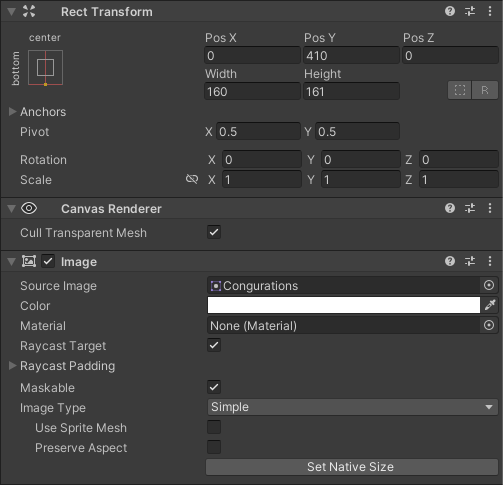 Rect Transform
center
bottom
Pos X Pos Y Pos Z
0 410 0
Width Height
160 161
R
Anchors
Pivot X 0.5 Y 0.5
Rotation X 0 Y 0 Z 0
Scale X 1 Y 1 Z 1
Canvas Renderer
Cull Transparent Mesh
Image
Source Image Congurations
Color
Material None (Material)
Raycast Target
Raycast Padding
Maskable
Image Type Simple
Use Sprite Mesh
Preserve Aspect
Set Native Size